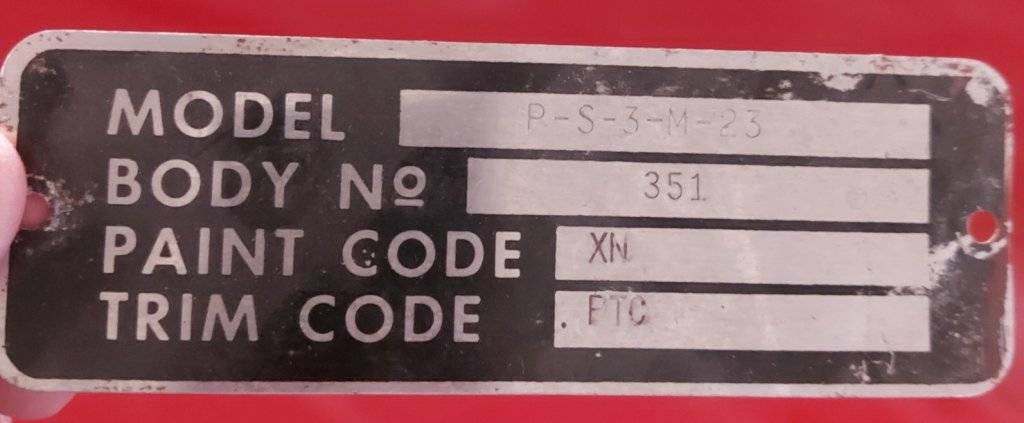 MODEL P-S-3-M-23
BODY Nº 351
PAINT CODE XN
TRIM CODE PTC